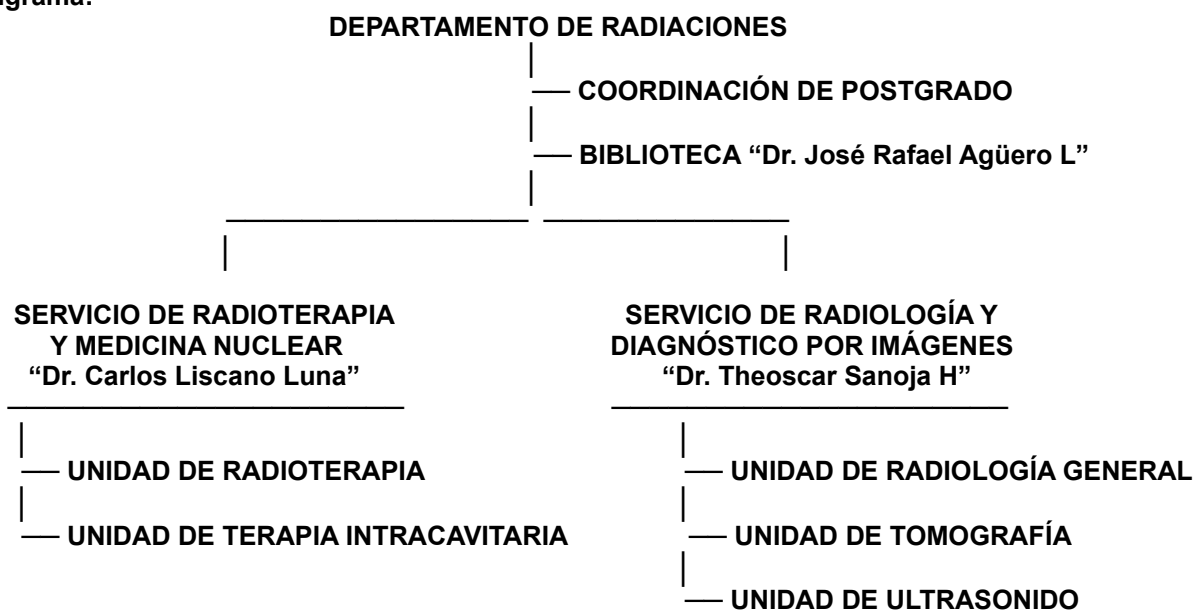 DEPARTAMENTO DE RADIACIONES
COORDINACIÓN DE POSTGRADO
BIBLIOTECA “Dr. José Rafael Agüero L”
SERVICIO DE RADIOTERAPIA
Y MEDICINA NUCLEAR
“Dr. Carlos Liscano Luna”
UNIDAD DE RADIOTERAPIA
UNIDAD DE TERAPIA INTRACAVITARIA
SERVICIO DE RADIOLOGÍA Y
DIAGNÓSTICO POR IMÁGENES
“Dr. Theoscar Sanoja H”
UNIDAD DE RADIOLOGÍA GENERAL
UNIDAD DE TOMOGRAFÍA
UNIDAD DE ULTRASONIDO